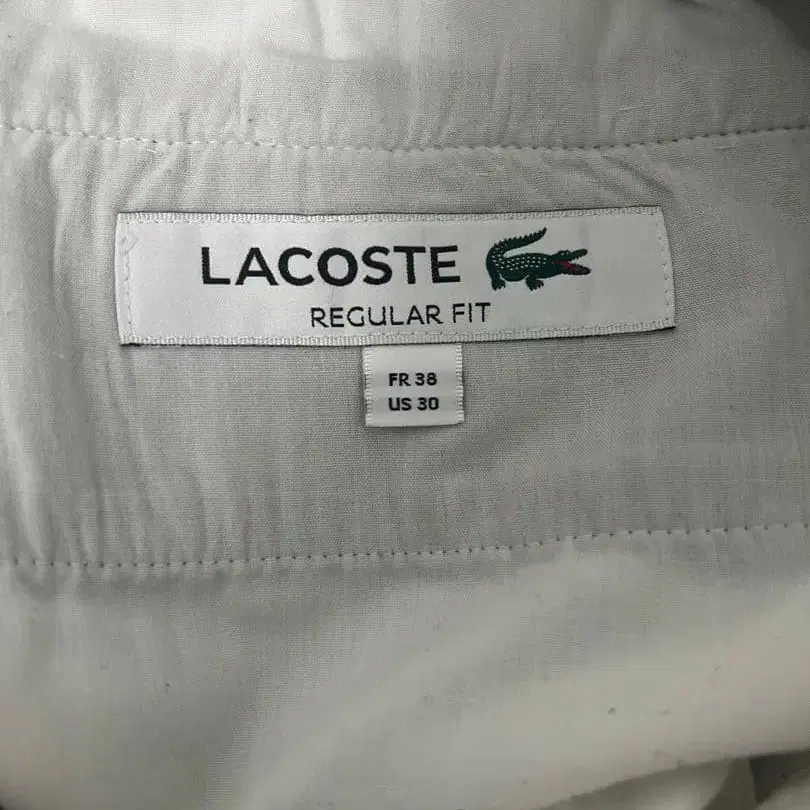 LACOSTE
REGULAR FIT
FR 38
US 30